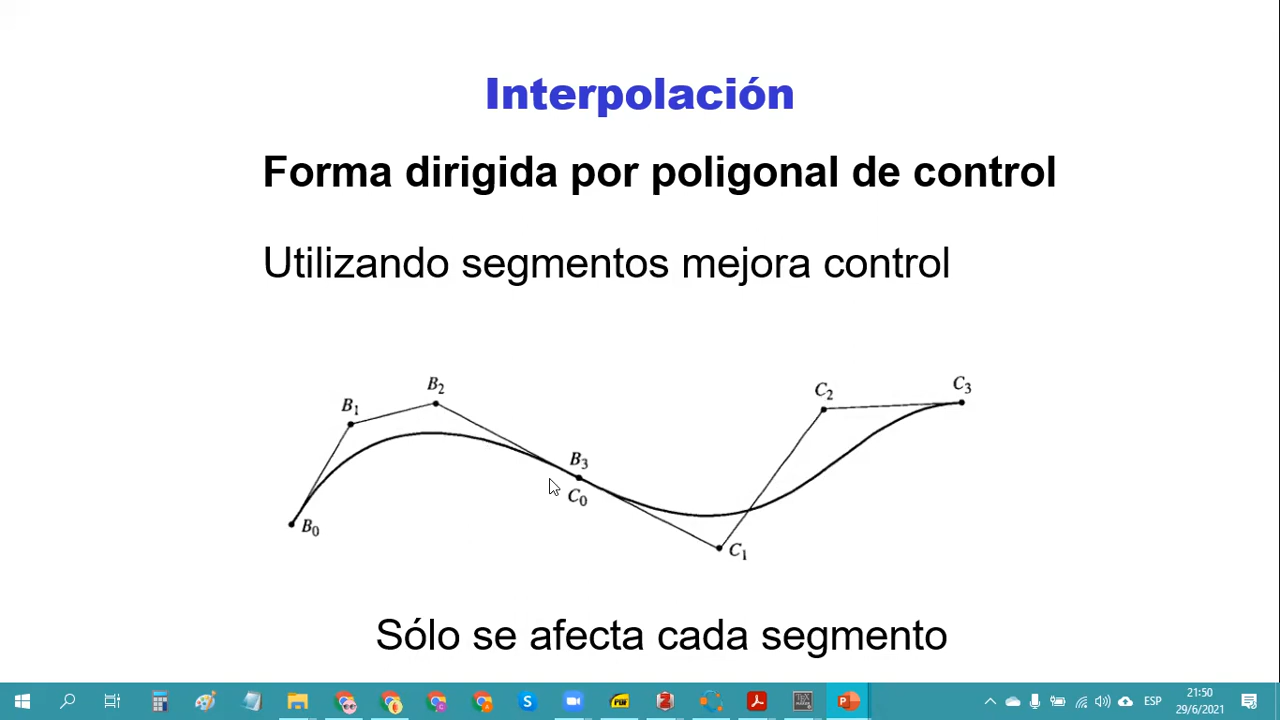 Interpolación
Forma dirigida por poligonal de control
Utilizando segmentos mejora control
B2
C2
C3
B1
B3
C0
B0
C1
Sólo se afecta cada segmento
ESP
21:50
29/6/2021